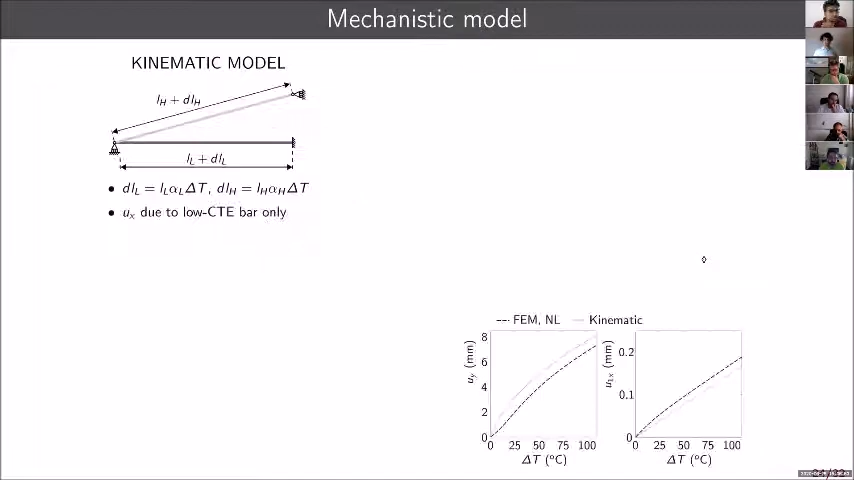 Mechanistic model
KINEMATIC MODEL
l_H + dl_H
l_L + dl_L
• dl_L = l_L α_L ΔT, dl_H = l_H α_H ΔT
• u_x due to low-CTE bar only
FEM, NL Kinematic
u_y (mm)
8
6
4
2
0
0 25 50 75 100
ΔT (°C)
u_1x (mm)
0.2
0.1
0
0 25 50 75 100
ΔT (°C)